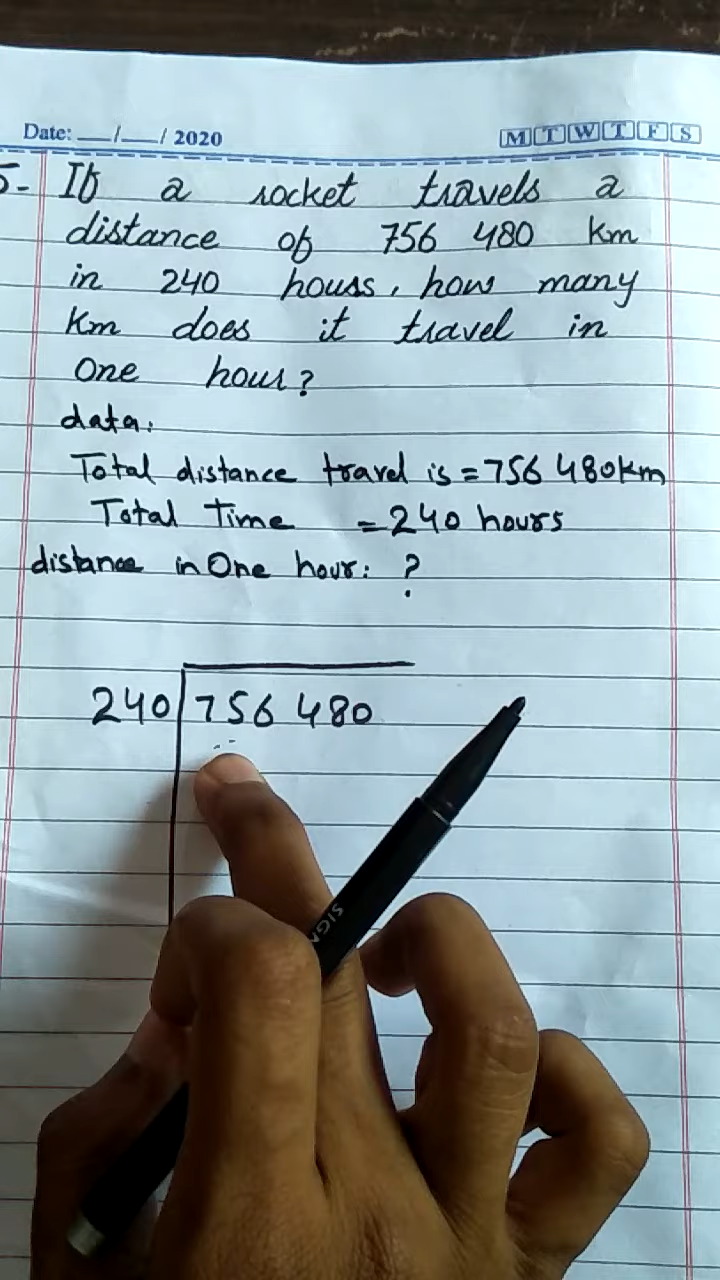 Date: __/__/ 2020
M T W T F S
5- If a rocket travels a
distance of 756 480 km
in 240 hours, how many
Km does it travel in
one hour?
data:
Total distance travel is = 756 480km
Total Time = 240 hours
distance in One hour: ?
240 756 480
SIGN